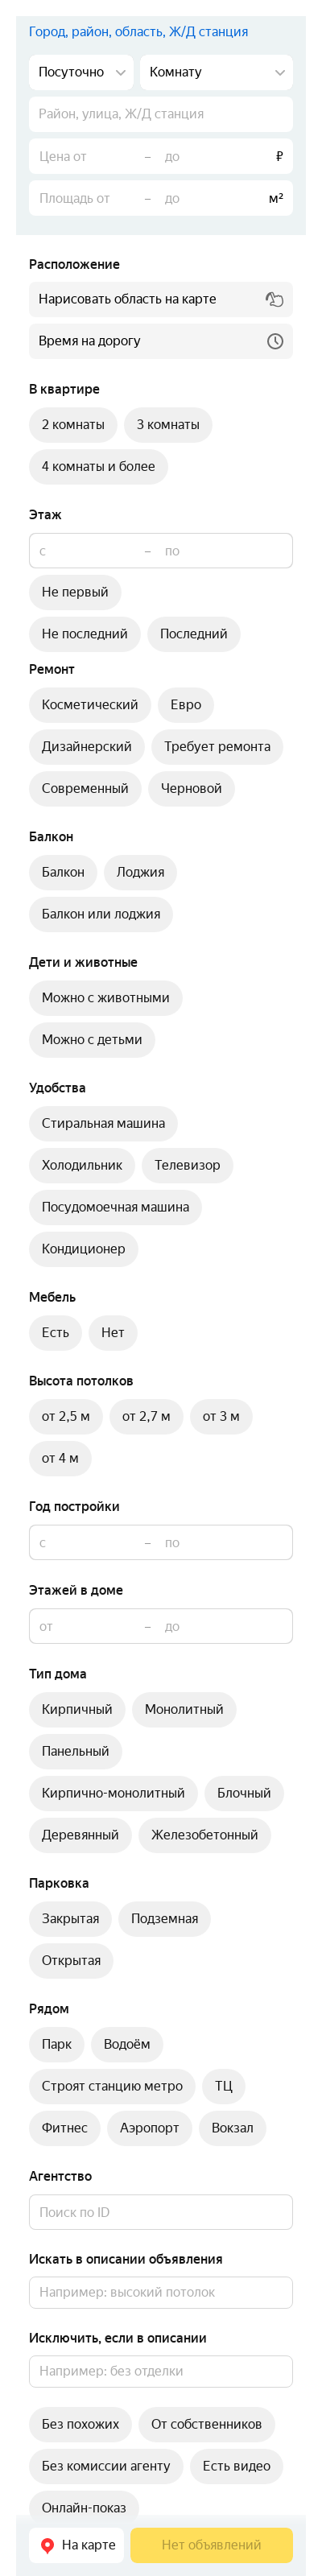 Город, район, область, Ж/Д станция
Посуточно Комнату
Район, улица, Ж/Д станция
Цена от – до ₽
Площадь от – до м²
Расположение
Нарисовать область на карте
Время на дорогу
В квартире
2 комнаты 3 комнаты
4 комнаты и более
Этаж
с – по
Не первый
Не последний Последний
Ремонт
Косметический Евро
Дизайнерский Требует ремонта
Современный Черновой
Балкон
Балкон Лоджия
Балкон или лоджия
Дети и животные
Можно с животными
Можно с детьми
Удобства
Стиральная машина
Холодильник Телевизор
Посудомоечная машина
Кондиционер
Мебель
Есть Нет
Высота потолков
от 2,5 м от 2,7 м от 3 м
от 4 м
Год постройки
с – по
Этажей в доме
от – до
Тип дома
Кирпичный Монолитный
Панельный
Кирпично-монолитный Блочный
Деревянный Железобетонный
Парковка
Закрытая Подземная
Открытая
Рядом
Парк Водоём
Строят станцию метро ТЦ
Фитнес Аэропорт Вокзал
Агентство
Поиск по ID
Искать в описании объявления
Например: высокий потолок
Исключить, если в описании
Например: без отделки
Без похожих От собственников
Без комиссии агенту Есть видео
Онлайн-показ
На карте Нет объявлений